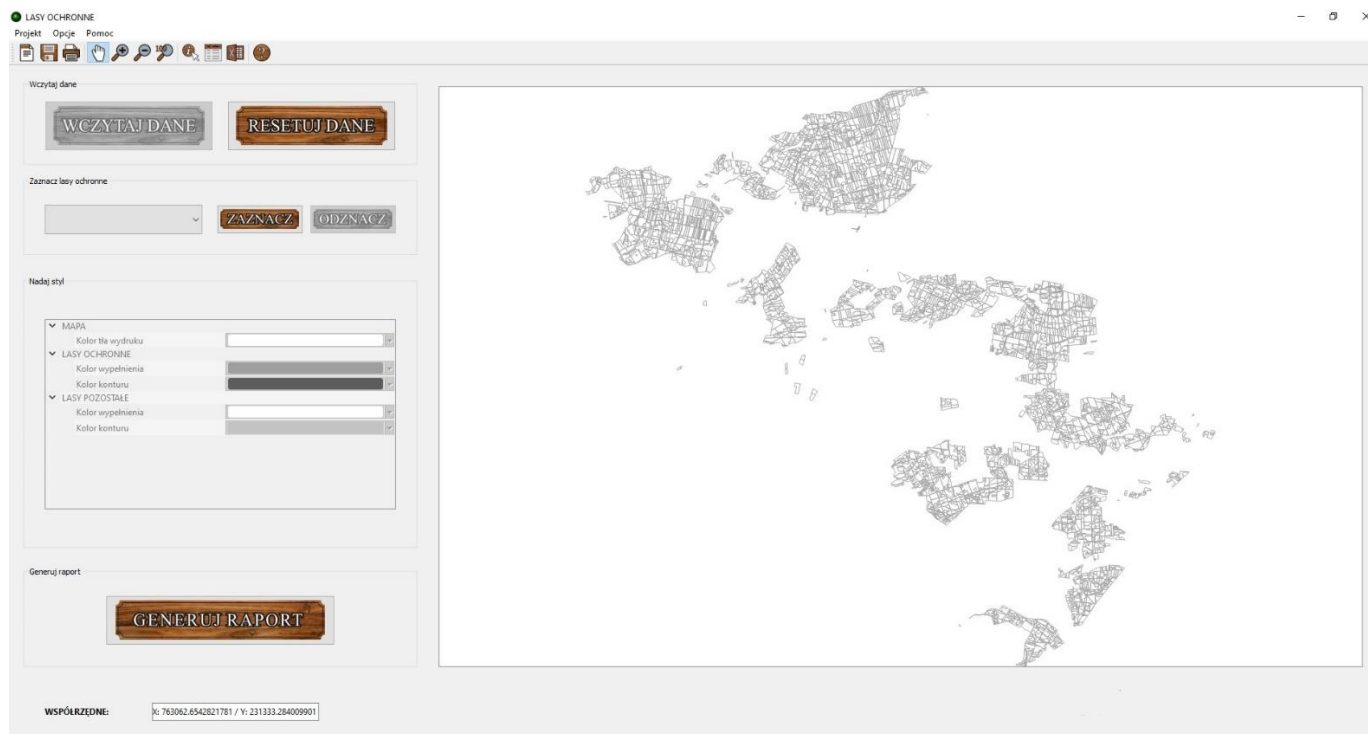 LASY OCHRONNE
Projekt Opcje Pomoc
100
Wczytaj dane
WCZYTAJ DANE RESETUJ DANE
Zaznacz lasy ochronne
ZAZNACZ ODZNACZ
Nadaj styl
MAPA
Kolor tła wydruku
LASY OCHRONNE
Kolor wypełnienia
Kolor konturu
LASY POZOSTAŁE
Kolor wypełnienia
Kolor konturu
Generuj raport
GENERUJ RAPORT
WSPÓŁRZĘDNE: X: 763062.6542821781 / Y: 231333.284009901